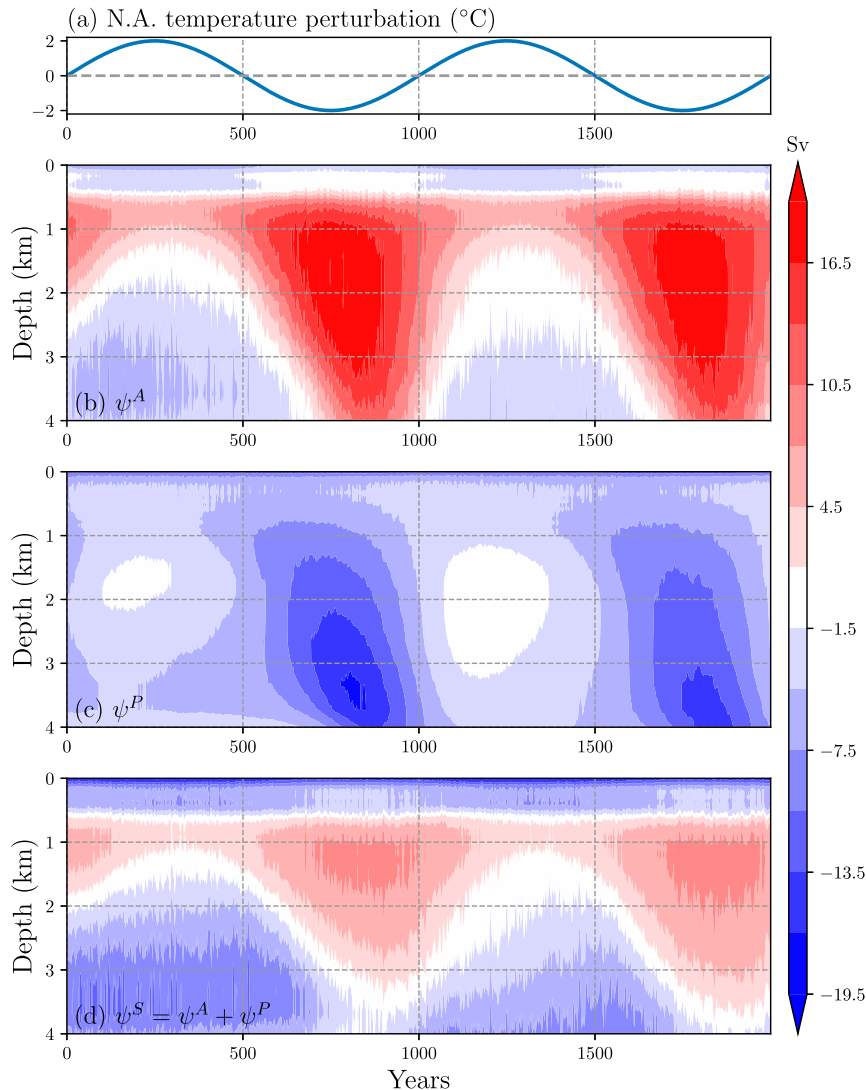 (a) N.A. temperature perturbation (°C)
2
0
−2
0 500 1000 1500
Sv
0
1
2
3
4
Depth (km)
(b) ψ^A
0 500 1000 1500
16.5
10.5
4.5
−1.5
−7.5
−13.5
−19.5
0
1
2
3
4
Depth (km)
(c) ψ^P
0 500 1000 1500
0
1
2
3
4
Depth (km)
(d) ψ^S = ψ^A + ψ^P
0 500 1000 1500
Years